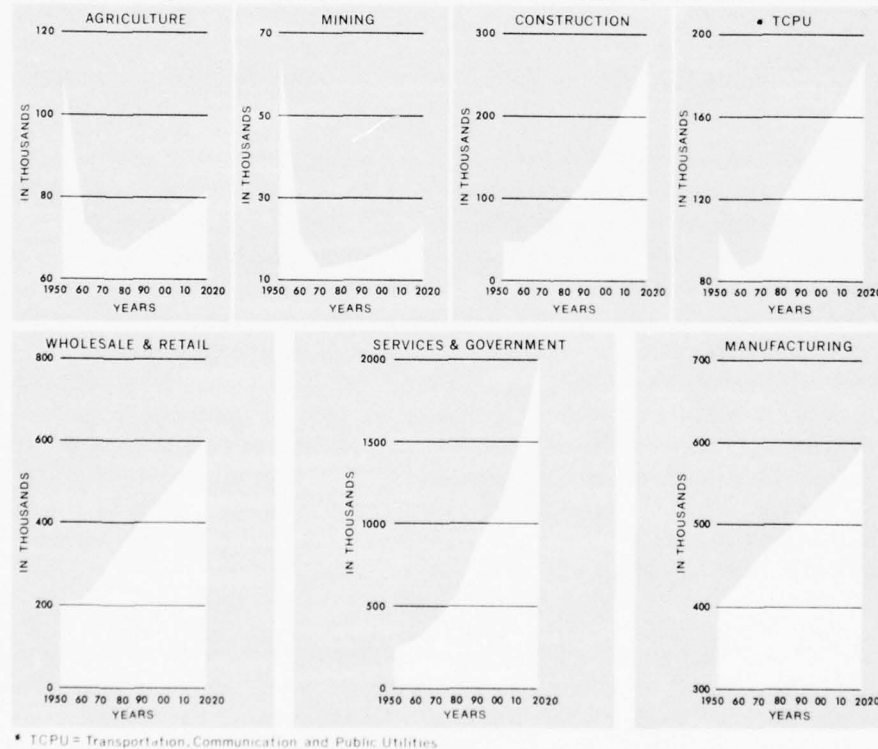 AGRICULTURE
120
100
80
60
IN THOUSANDS
1950 60 70 80 90 00 10 2020
YEARS
MINING
70
50
30
10
IN THOUSANDS
1950 60 70 80 90 00 10 2020
YEARS
CONSTRUCTION
300
200
100
0
IN THOUSANDS
1950 60 70 80 90 00 10 2020
YEARS
* TCPU
200
160
120
80
IN THOUSANDS
1950 60 70 80 90 00 10 2020
YEARS
WHOLESALE & RETAIL
800
600
400
200
0
IN THOUSANDS
1950 60 70 80 90 00 10 2020
YEARS
SERVICES & GOVERNMENT
2000
1500
1000
500
0
IN THOUSANDS
1950 60 70 80 90 00 10 2020
YEARS
MANUFACTURING
700
600
500
400
300
IN THOUSANDS
1950 60 70 80 90 00 10 2020
YEARS
* TCPU = Transportation, Communication and Public Utilities